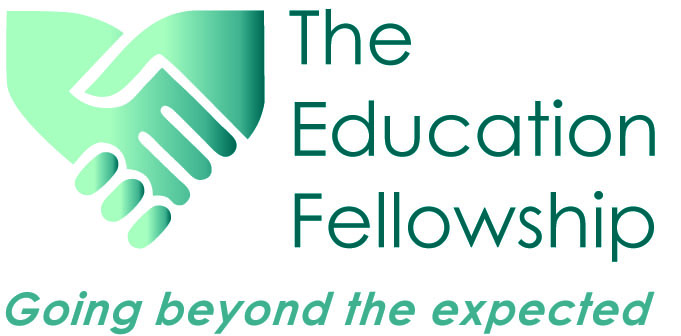 The
Education
Fellowship
Going beyond the expected